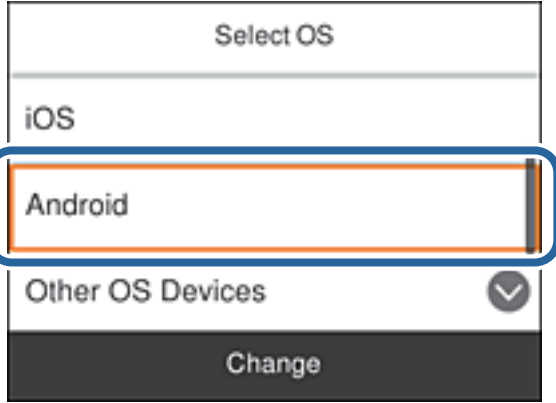 Select OS
iOS
Android
Other OS Devices
Change